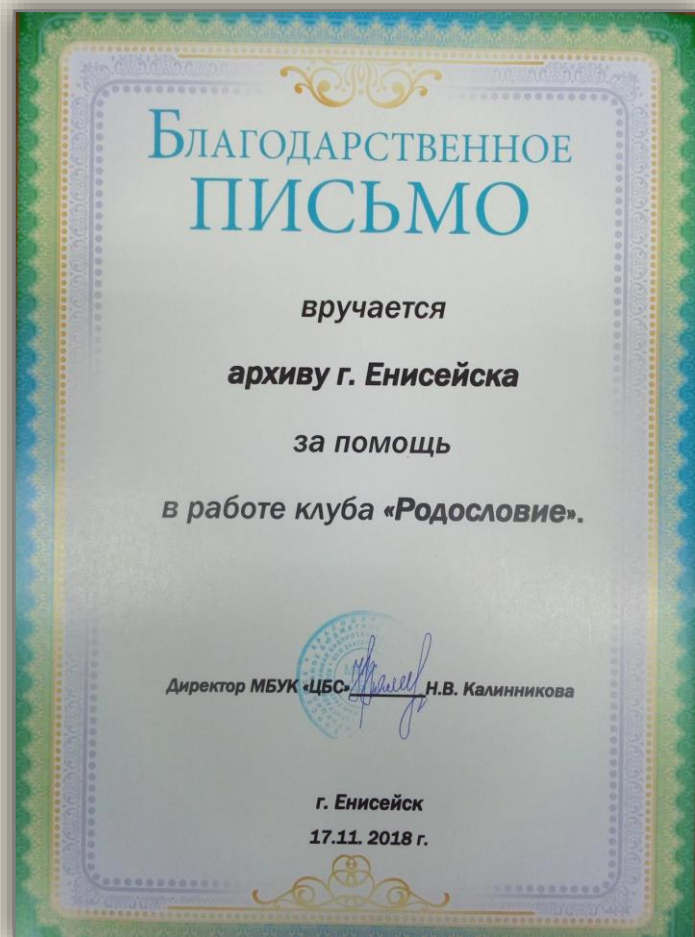 БЛАГОДАРСТВЕННОЕ
ПИСЬМО
вручается
архиву г. Енисейска
за помощь
в работе клуба «Родословие».
Директор МБУК «ЦБС» Н.В. Калинникова
г. Енисейск
17.11. 2018 г.